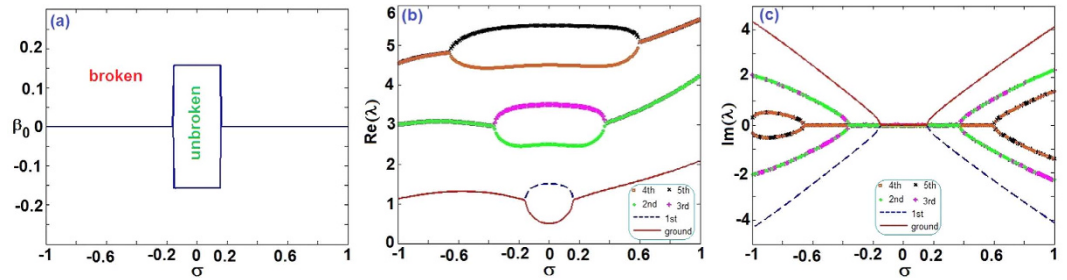 (a)
0.2
0.1
β0 0
-0.1
-0.2
broken
unbroken
-1 -0.6 -0.2 0.2 0.6 1
σ
(b)
6
5
4
3
2
1
0
Re(λ)
4th 5th
2nd 3rd
1st
ground
-1 -0.6 -0.2 0 0.2 0.6 1
σ
(c)
4
2
0
-2
-4
Im(λ)
4th 5th
2nd 3rd
1st
ground
-1 -0.6 -0.2 0 0.2 0.6 1
σ